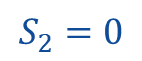 S₂ = 0